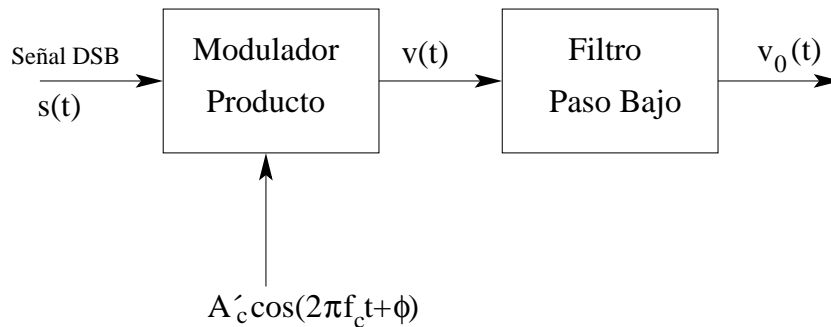 Señal DSB
s(t)
Modulador
Producto
v(t)
Filtro
Paso Bajo
v₀(t)
A´c cos(2πfct+ϕ)